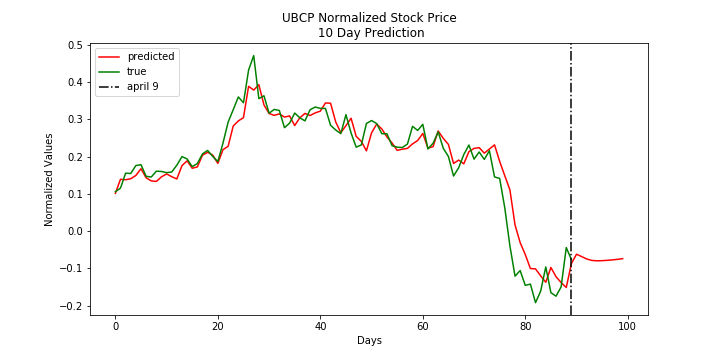 UBCP Normalized Stock Price
10 Day Prediction
predicted
true
april 9
Normalized Values
0.5
0.4
0.3
0.2
0.1
0.0
−0.1
−0.2
0
20
40
60
80
100
Days